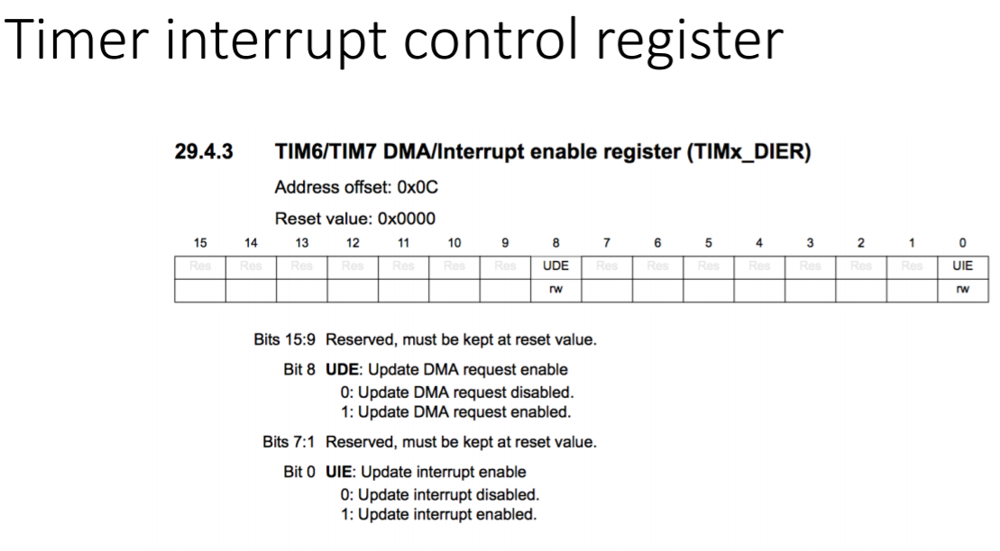 Timer interrupt control register
29.4.3 TIM6/TIM7 DMA/Interrupt enable register (TIMx_DIER)
Address offset: 0x0C
Reset value: 0x0000
15 14 13 12 11 10 9 8 7 6 5 4 3 2 1 0
Res Res Res Res Res Res Res UDE Res Res Res Res Res Res Res UIE
rw rw
Bits 15:9 Reserved, must be kept at reset value.
Bit 8 UDE: Update DMA request enable
0: Update DMA request disabled.
1: Update DMA request enabled.
Bits 7:1 Reserved, must be kept at reset value.
Bit 0 UIE: Update interrupt enable
0: Update interrupt disabled.
1: Update interrupt enabled.